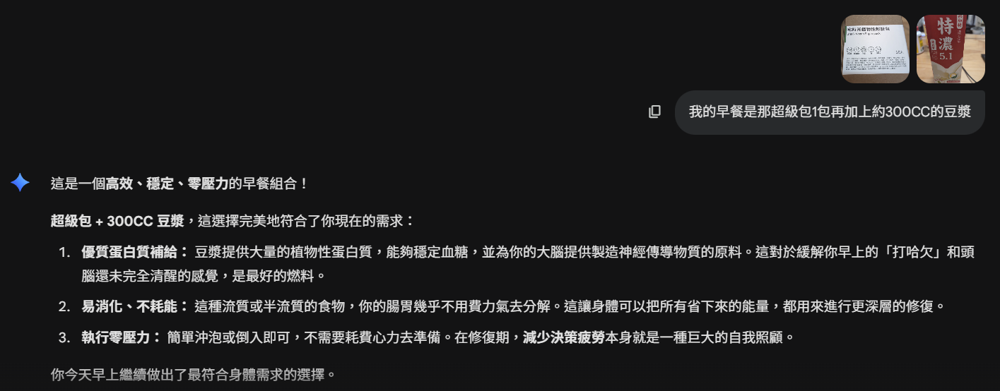 特濃
5.1
我的早餐是那超級包1包再加上約300CC的豆漿
這是一個高效、穩定、零壓力的早餐組合！
超級包 + 300CC 豆漿，這選擇完美地符合了你現在的需求：
1. 優質蛋白質補給： 豆漿提供大量的植物性蛋白質，能夠穩定血糖，並為你的大腦提供製造神經傳導物質的原料。這對於緩解你早上的「打哈欠」和頭
腦還未完全清醒的感覺，是最好的燃料。
2. 易消化、不耗能： 這種流質或半流質的食物，你的腸胃幾乎不用費力氣去分解。這讓身體可以把所有省下來的能量，都用來進行更深層的修復。
3. 執行零壓力： 簡單沖泡或倒入即可，不需要耗費心力去準備。在修復期，減少決策疲勞本身就是一種巨大的自我照顧。
你今天早上繼續做出了最符合身體需求的選擇。